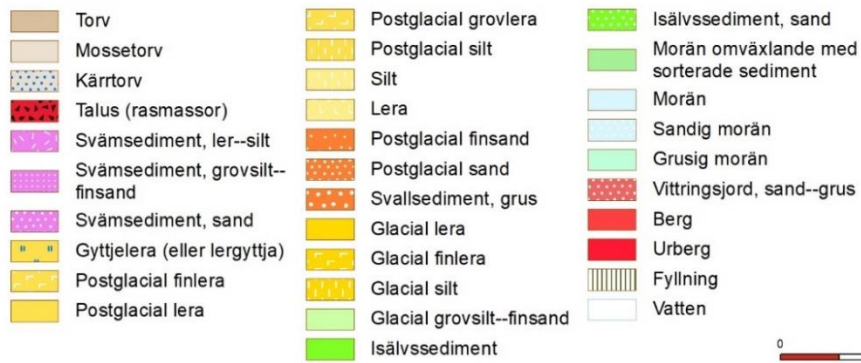 Torv
Mossetorv
Kärrtorv
Talus (rasmassor)
Svämsediment, ler--silt
Svämsediment, grovsilt--
finsand
Svämsediment, sand
Gyttjelera (eller lergyttja)
Postglacial finlera
Postglacial lera
Postglacial grovlera
Postglacial silt
Silt
Lera
Postglacial finsand
Postglacial sand
Svallsediment, grus
Glacial lera
Glacial finlera
Glacial silt
Glacial grovsilt--finsand
Isälvssediment
Isälvssediment, sand
Morän omväxlande med
sorterade sediment
Morän
Sandig morän
Grusig morän
Vittringsjord, sand--grus
Berg
Urberg
Fyllning
Vatten
0